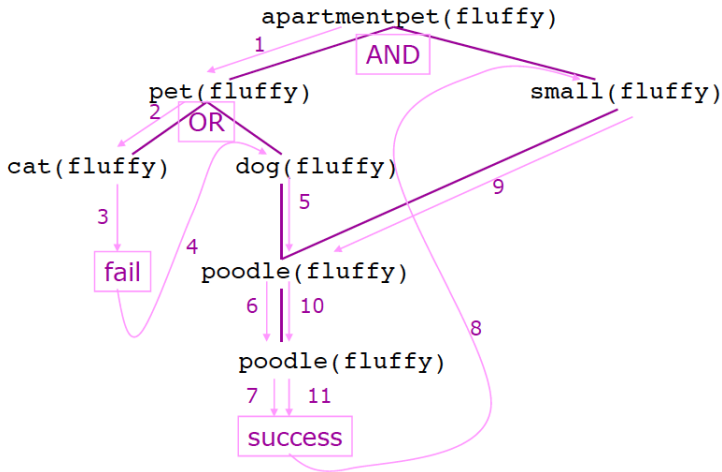 apartmentpet(fluffy)
1
AND
pet(fluffy)
small(fluffy)
2
OR
cat(fluffy)
dog(fluffy)
3
5
9
4
fail
poodle(fluffy)
6
10
8
poodle(fluffy)
7
11
success